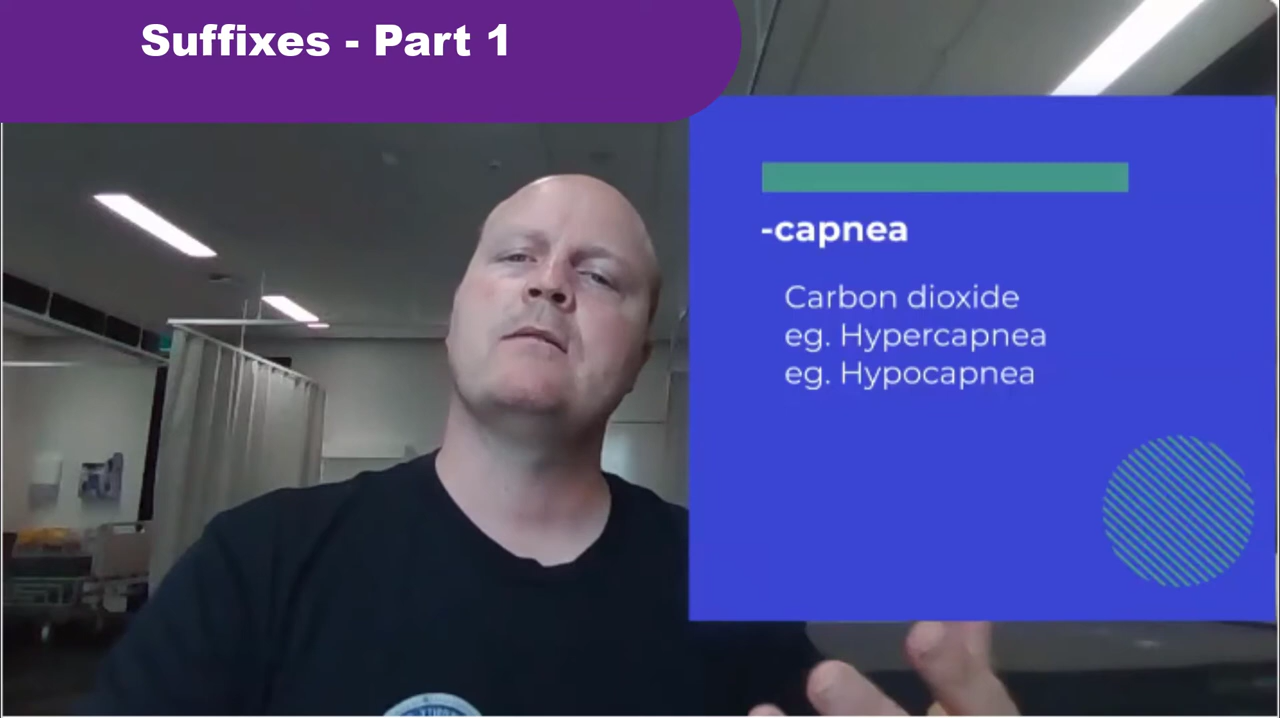 Suffixes - Part 1
-capnea
Carbon dioxide
eg. Hypercapnea
eg. Hypocapnea